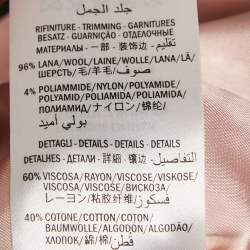 جلد الجمل
RIFINITURE - TRIMMING - GARNITURES
BESATZ - GUARNIÇÃO - ОТДЕЛОЧНЫЕ
МАТЕРИАЛЫ - 一部 - 装饰边 - تقليم
96% LANA/WOOL/LAINE/WOLLE/LANA/LÃ/
ШЕРСТЬ/毛/羊毛/صوف
4% POLIAMMIDE/NYLON/POLYAMIDE/
POLYAMID/POLIAMIDA/POLIAMIDA/
ПОЛИАМИД/ナイロン/锦纶/
بولي أميد
DETTAGLI - DETAILS - DETAILS - DETAILS
DETALHES - ДЕТАЛИ - 詳細 - 镶边 - التفاصيل
60% VISCOSA/RAYON/VISCOSE/VISKOSE/
VISCOSA/VISCOSE/ВИСКОЗА/
レーヨン/粘胶纤维/فسكوز
40% COTONE/COTTON/COTON/
BAUMWOLLE/ALGODON/ALGODÃO/
ХЛОПОК/綿/棉/قطن